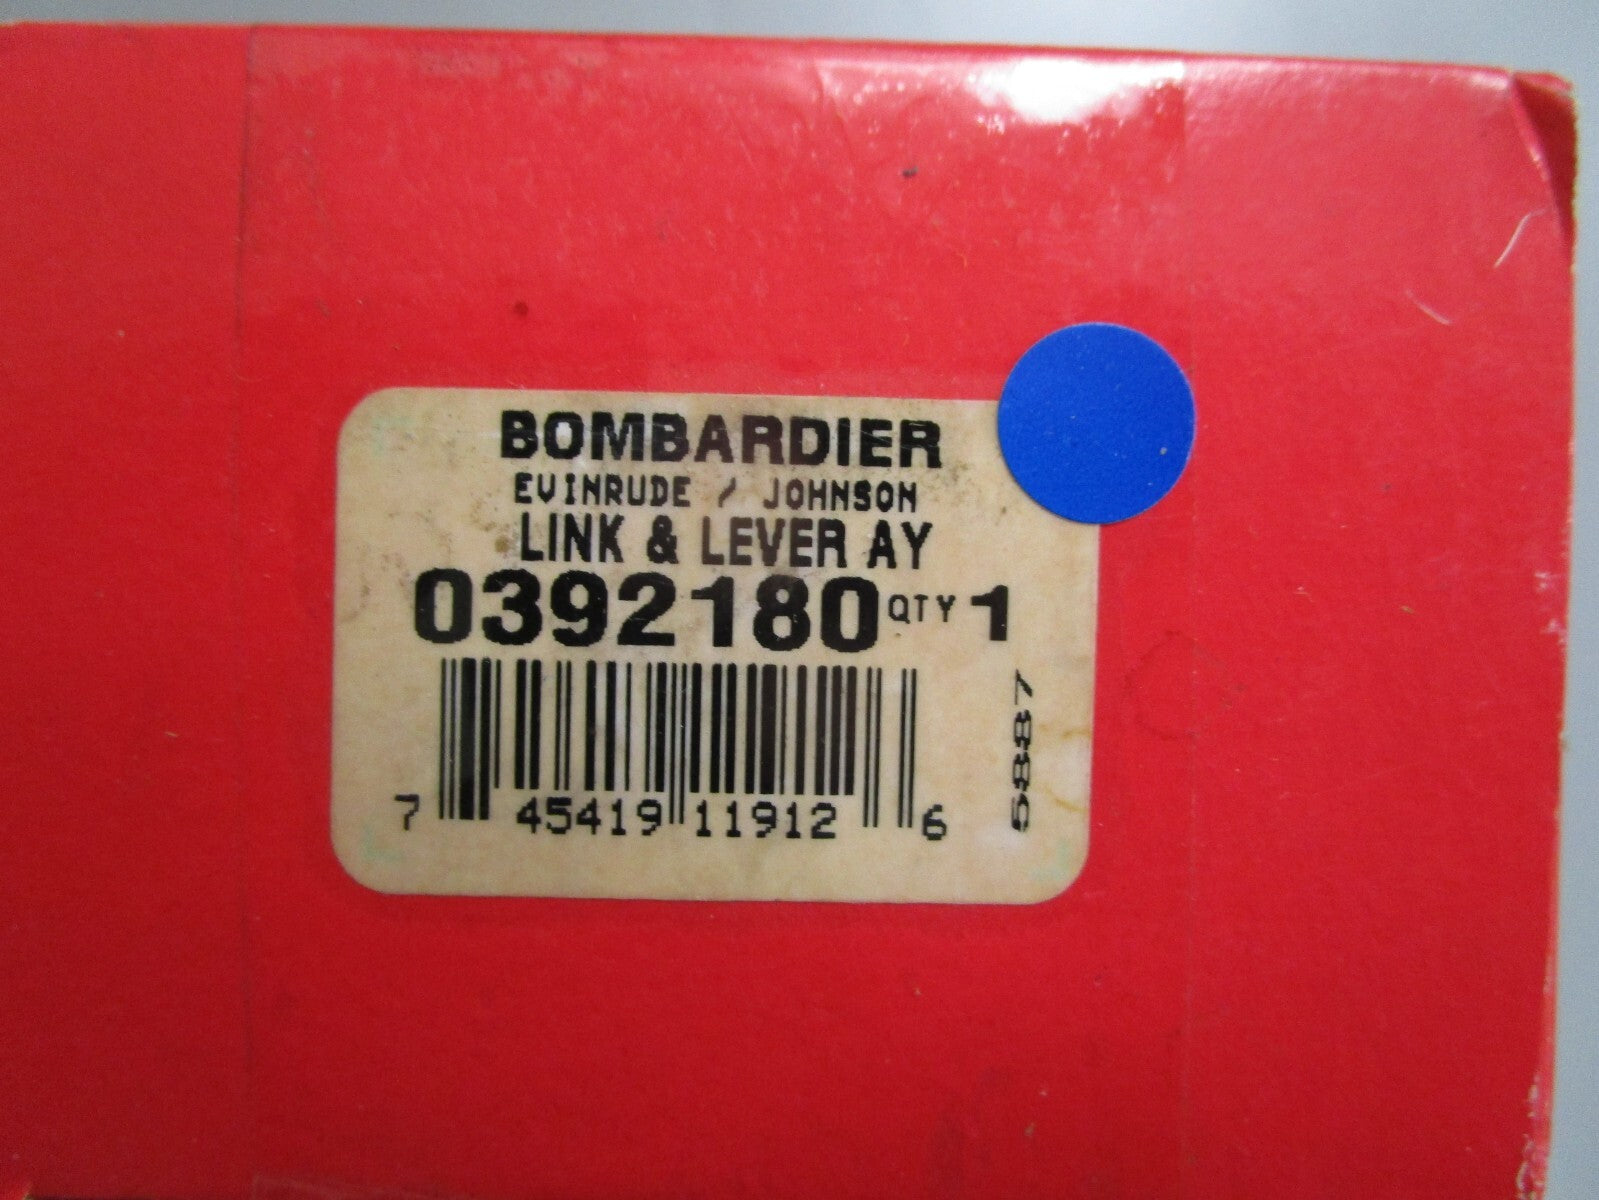 BOMBARDIER
EVINRUDE / JOHNSON
LINK & LEVER AY
0392180 QTY 1
7 45419 11912 6
5887